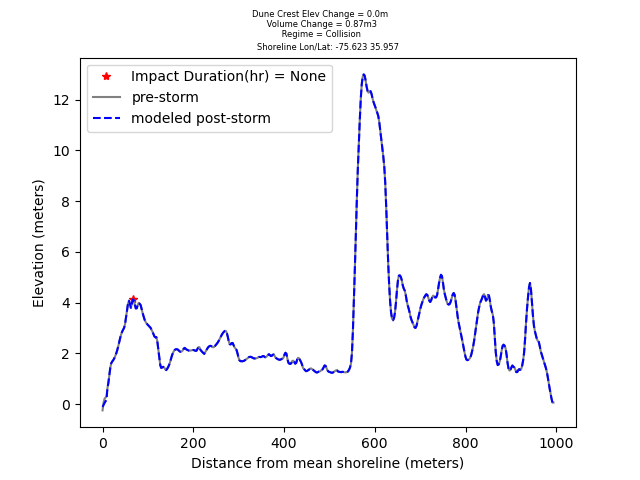 Dune Crest Elev Change = 0.0m
Volume Change = 0.87m3
Regime = Collision
Shoreline Lon/Lat: -75.623 35.957
Impact Duration(hr) = None
pre-storm
modeled post-storm
12
10
8
6
4
2
0
Elevation (meters)
0 200 400 600 800 1000
Distance from mean shoreline (meters)